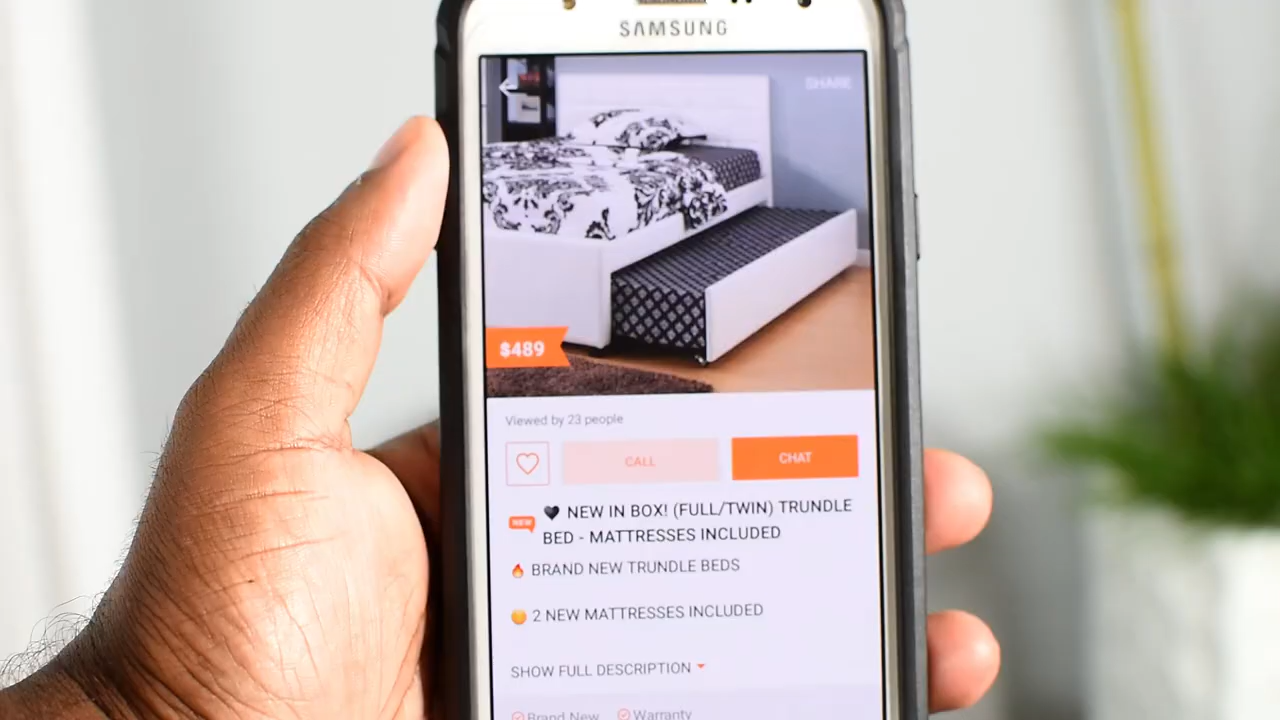 SAMSUNG
SHARE
$489
Viewed by 23 people
CALL
CHAT
NEW
🖤 NEW IN BOX! (FULL/TWIN) TRUNDLE
BED - MATTRESSES INCLUDED
🔥 BRAND NEW TRUNDLE BEDS
🟠 2 NEW MATTRESSES INCLUDED
SHOW FULL DESCRIPTION
Brand New Warranty